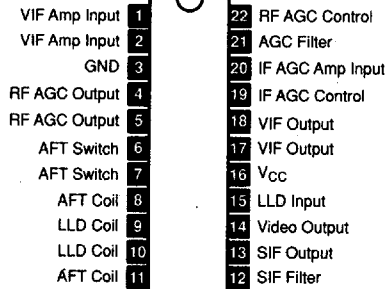 VIF Amp Input 1
VIF Amp Input 2
GND 3
RF AGC Output 4
RF AGC Output 5
AFT Switch 6
AFT Switch 7
AFT Coil 8
LLD Coil 9
LLD Coil 10
AFT Coil 11
22 RF AGC Control
21 AGC Filter
20 IF AGC Amp Input
19 IF AGC Control
18 VIF Output
17 VIF Output
16 VCC
15 LLD Input
14 Video Output
13 SIF Output
12 SIF Filter